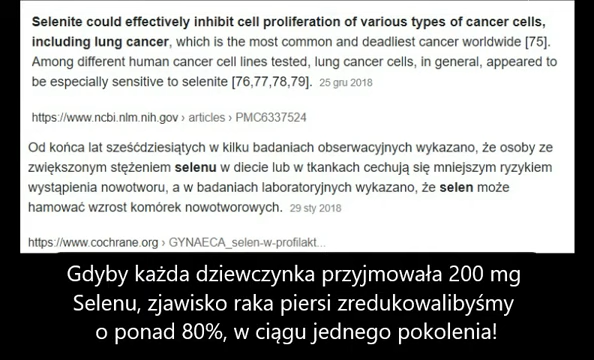 Selenite could effectively inhibit cell proliferation of various types of cancer cells,
including lung cancer, which is the most common and deadliest cancer worldwide [75].
Among different human cancer cell lines tested, lung cancer cells, in general, appeared to
be especially sensitive to selenite [76,77,78,79]. 25 gru 2018
https://www.ncbi.nlm.nih.gov › articles › PMC6337524
Od końca lat sześćdziesiątych w kilku badaniach obserwacyjnych wykazano, że osoby ze
zwiększonym stężeniem selenu w diecie lub w tkankach cechują się mniejszym ryzykiem
wystąpienia nowotworu, a w badaniach laboratoryjnych wykazano, że selen może
hamować wzrost komórek nowotworowych. 29 sty 2018
https://www.cochrane.org › GYNAECA_selen-w-profilakt...
Gdyby każda dziewczynka przyjmowała 200 mg
Selenu, zjawisko raka piersi zredukowalibyśmy
o ponad 80%, w ciągu jednego pokolenia!